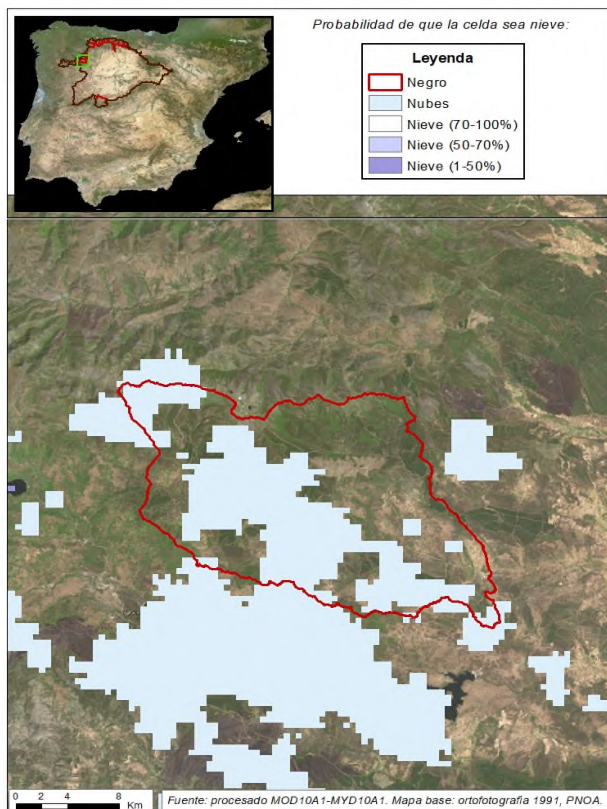 Probabilidad de que la celda sea nieve:
Leyenda
Negro
Nubes
Nieve (70-100%)
Nieve (50-70%)
Nieve (1-50%)
0 2 4 8
Km
Fuente: procesado MOD10A1-MYD10A1. Mapa base: ortofotografia 1991, PNOA